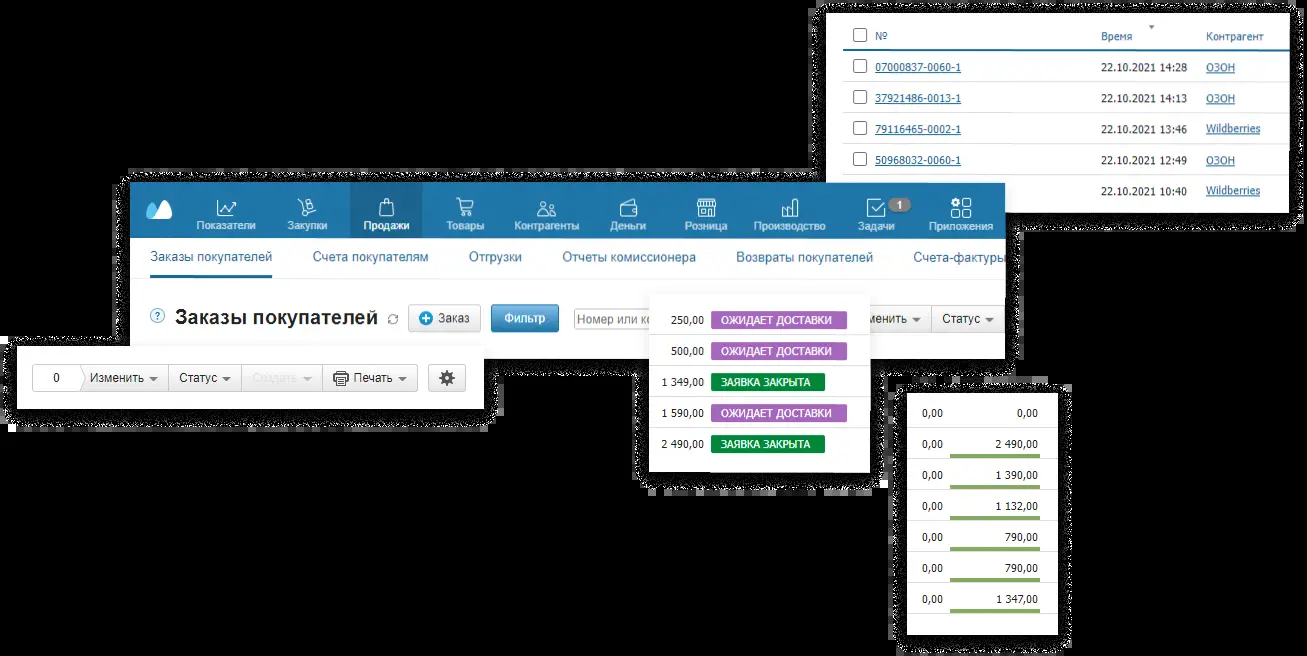 № Время Контрагент
07000837-0060-1 22.10.2021 14:28 ОЗОН
37921486-0013-1 22.10.2021 14:13 ОЗОН
79116465-0002-1 22.10.2021 13:46 Wildberries
50968032-0060-1 22.10.2021 12:49 ОЗОН
22.10.2021 10:40 Wildberries
Показатели Закупки Продажи Товары Контрагенты Деньги Розница Производство Задачи 1 Приложения
Заказы покупателей Счета покупателям Отгрузки Отчеты комиссионера Возвраты покупателей Счета-фактуры
? Заказы покупателей Заказ Фильтр Номер или ко менить Статус
0 Изменить Статус Создать Печать
250,00 ОЖИДАЕТ ДОСТАВКИ
500,00 ОЖИДАЕТ ДОСТАВКИ
1 349,00 ЗАЯВКА ЗАКРЫТА
1 590,00 ОЖИДАЕТ ДОСТАВКИ
2 490,00 ЗАЯВКА ЗАКРЫТА
0,00 0,00
0,00 2 490,00
0,00 1 390,00
0,00 1 132,00
0,00 790,00
0,00 790,00
0,00 1 347,00